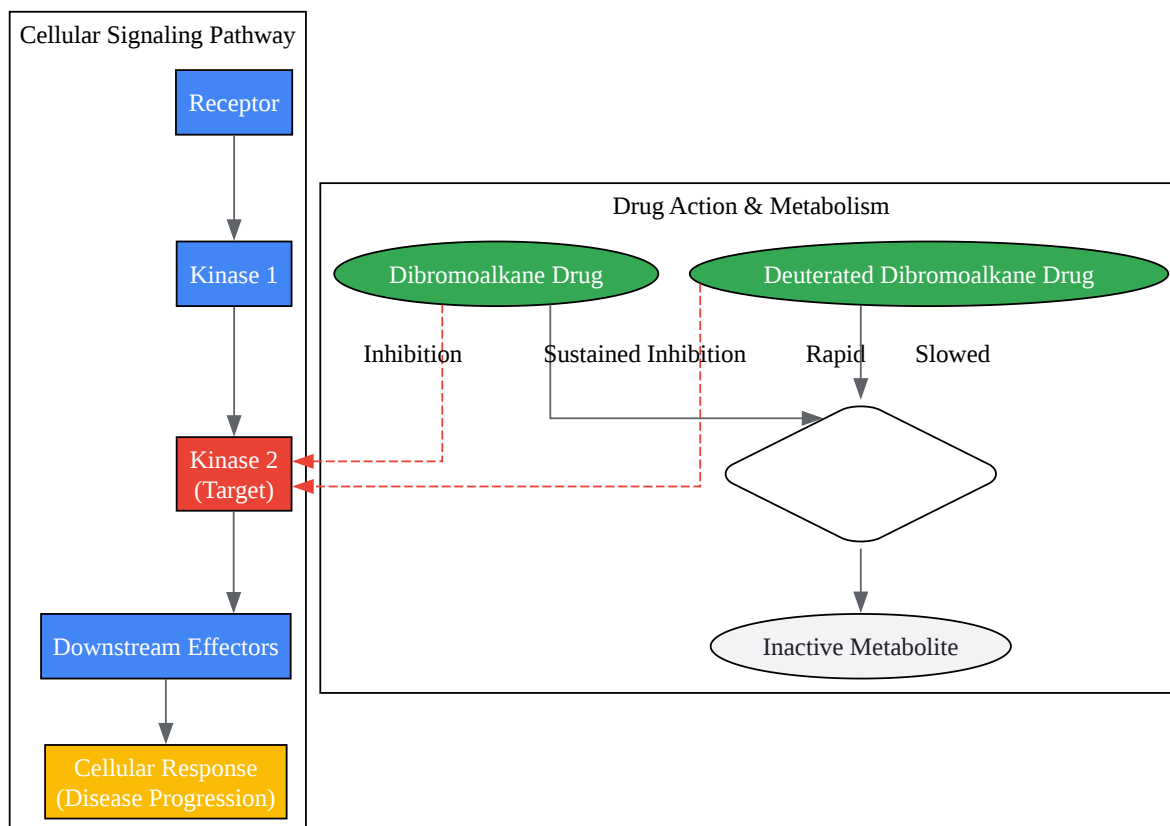 Cellular Signaling Pathway
Receptor
Kinase 1
Kinase 2
(Target)
Downstream Effectors
Cellular Response
(Disease Progression)
Drug Action & Metabolism
Dibromoalkane Drug
Deuterated Dibromoalkane Drug
Inhibition
Sustained Inhibition
Rapid
Slowed
Inactive Metabolite